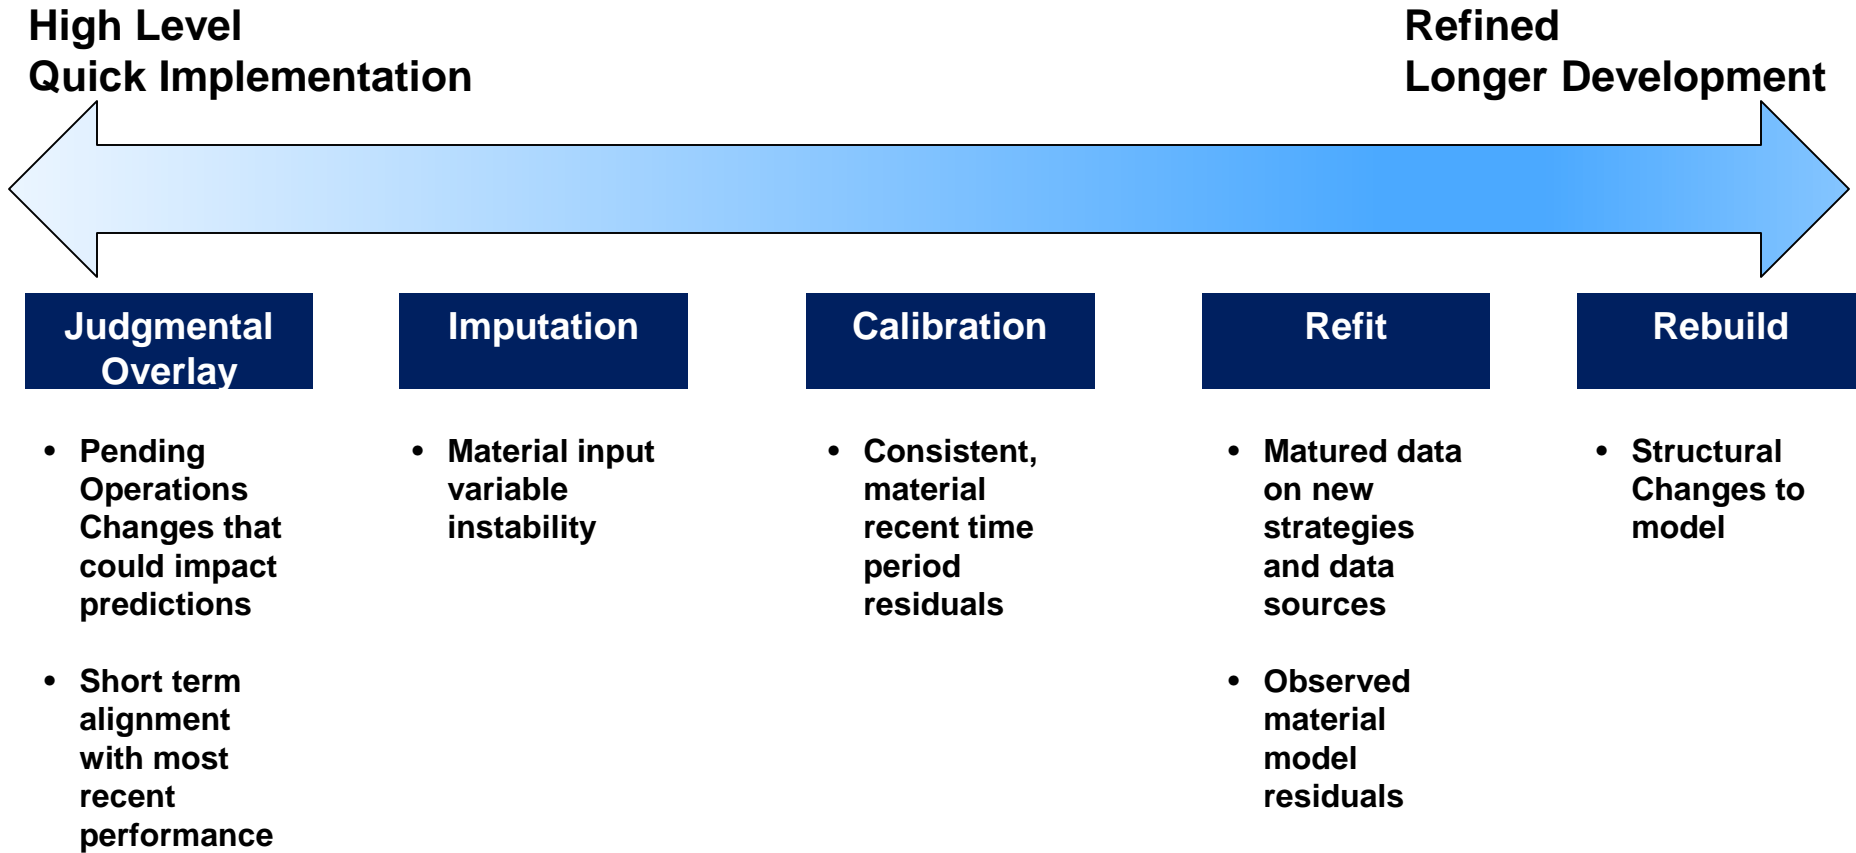 High Level
Quick Implementation
Refined
Longer Development
Judgmental
Overlay
• Pending
Operations
Changes that
could impact
predictions
• Short term
alignment
with most
recent
performance
Imputation
• Material input
variable
instability
Calibration
• Consistent,
material
recent time
period
residuals
Refit
• Matured data
on new
strategies
and data
sources
• Observed
material
model
residuals
Rebuild
• Structural
Changes to
model